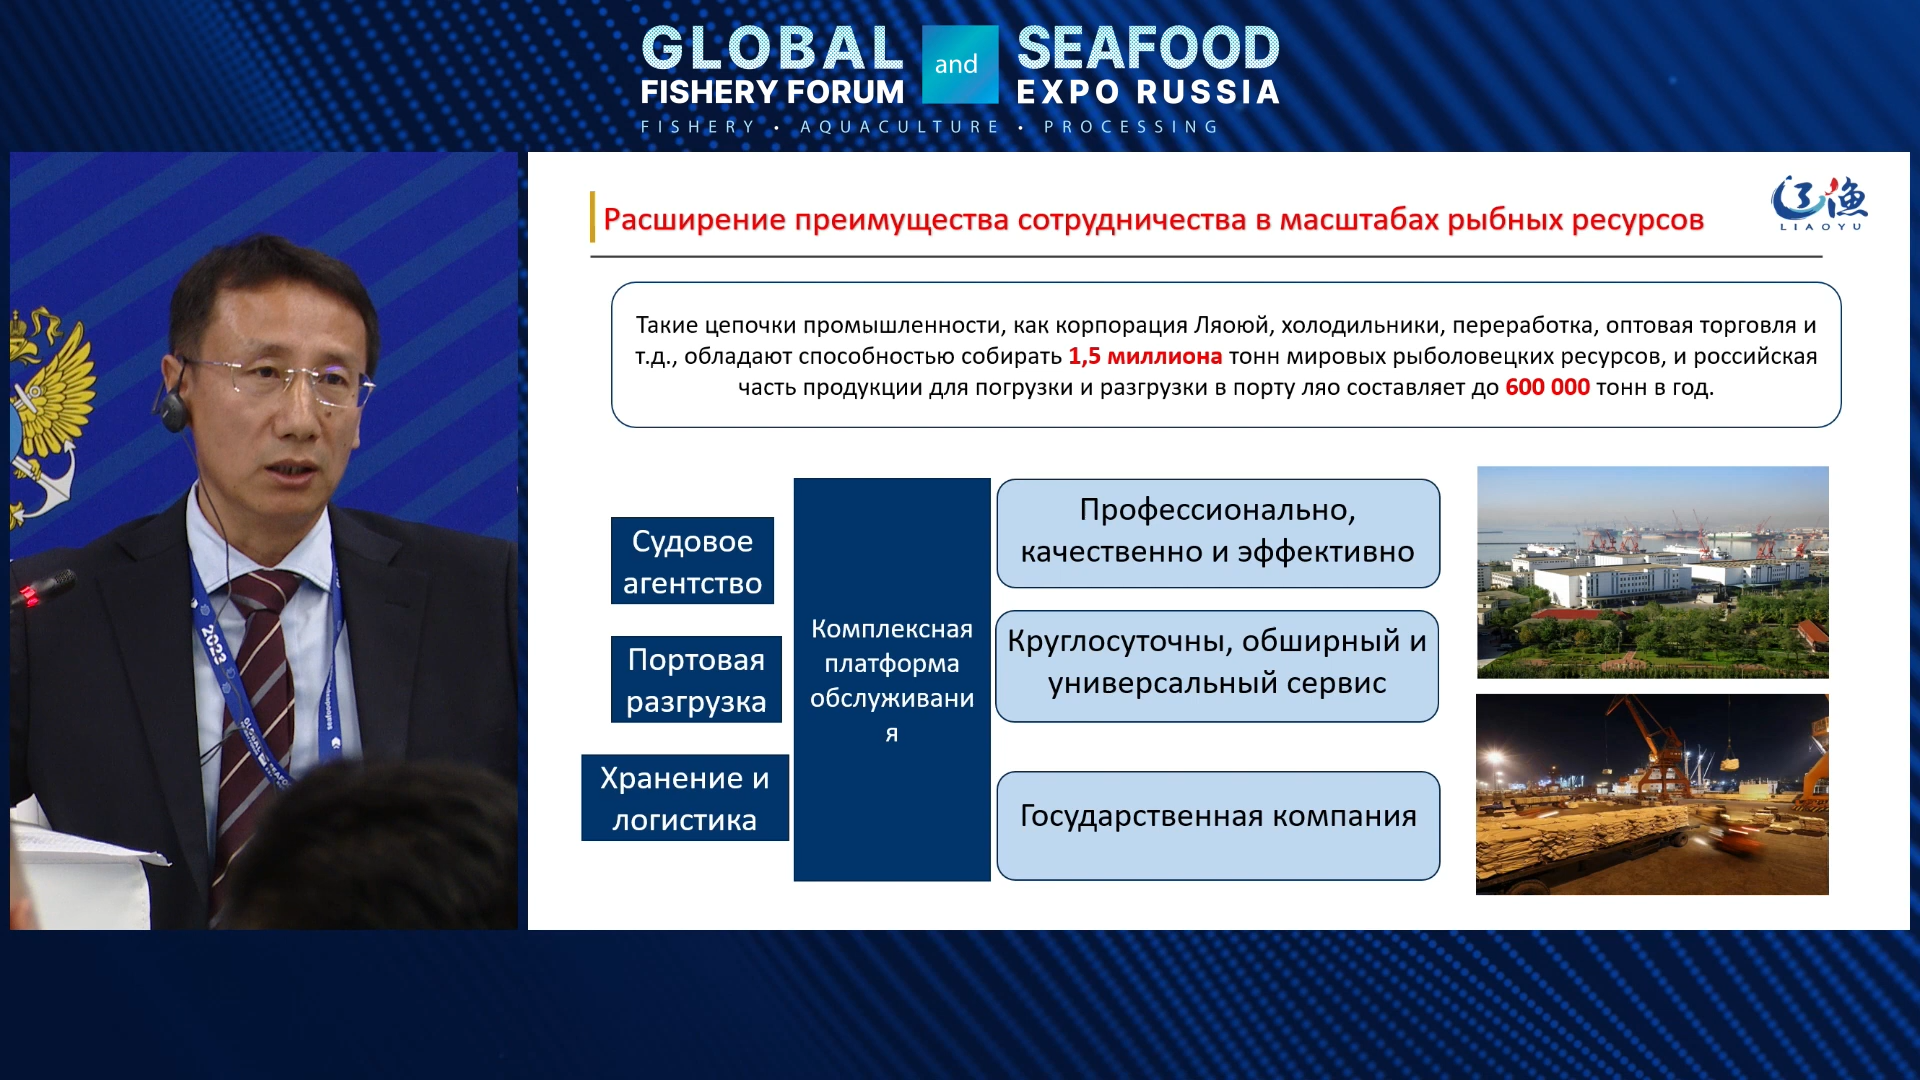 GLOBAL and SEAFOOD
FISHERY FORUM EXPO RUSSIA
FISHERY • AQUACULTURE • PROCESSING
Расширение преимущества сотрудничества в масштабах рыбных ресурсов
辽渔
LIAOYU
Такие цепочки промышленности, как корпорация Ляоюй, холодильники, переработка, оптовая торговля и
т.д., обладают способностью собирать 1,5 миллиона тонн мировых рыболовецких ресурсов, и российская
часть продукции для погрузки и разгрузки в порту ляо составляет до 600 000 тонн в год.
Судовое
агентство
Портовая
разгрузка
Хранение и
логистика
Комплексная
платформа
обслуживани
я
Профессионально,
качественно и эффективно
Круглосуточны, обширный и
универсальный сервис
Государственная компания
2023
GLOBAL